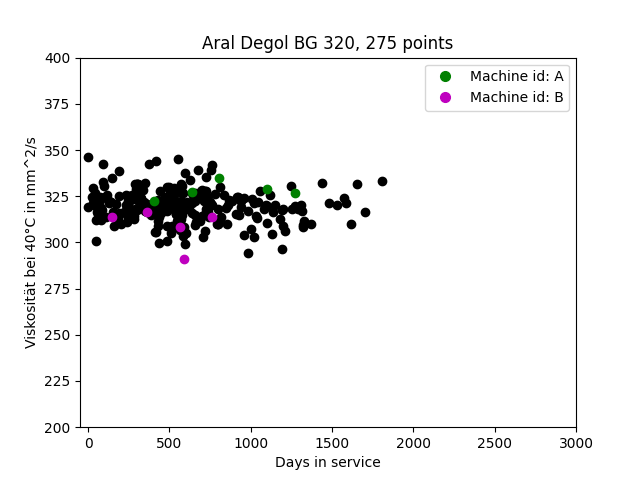 Aral Degol BG 320, 275 points
Machine id: A
Machine id: B
Viskosität bei 40°C in mm^2/s
400
375
350
325
300
275
250
225
200
0 500 1000 1500 2000 2500 3000
Days in service